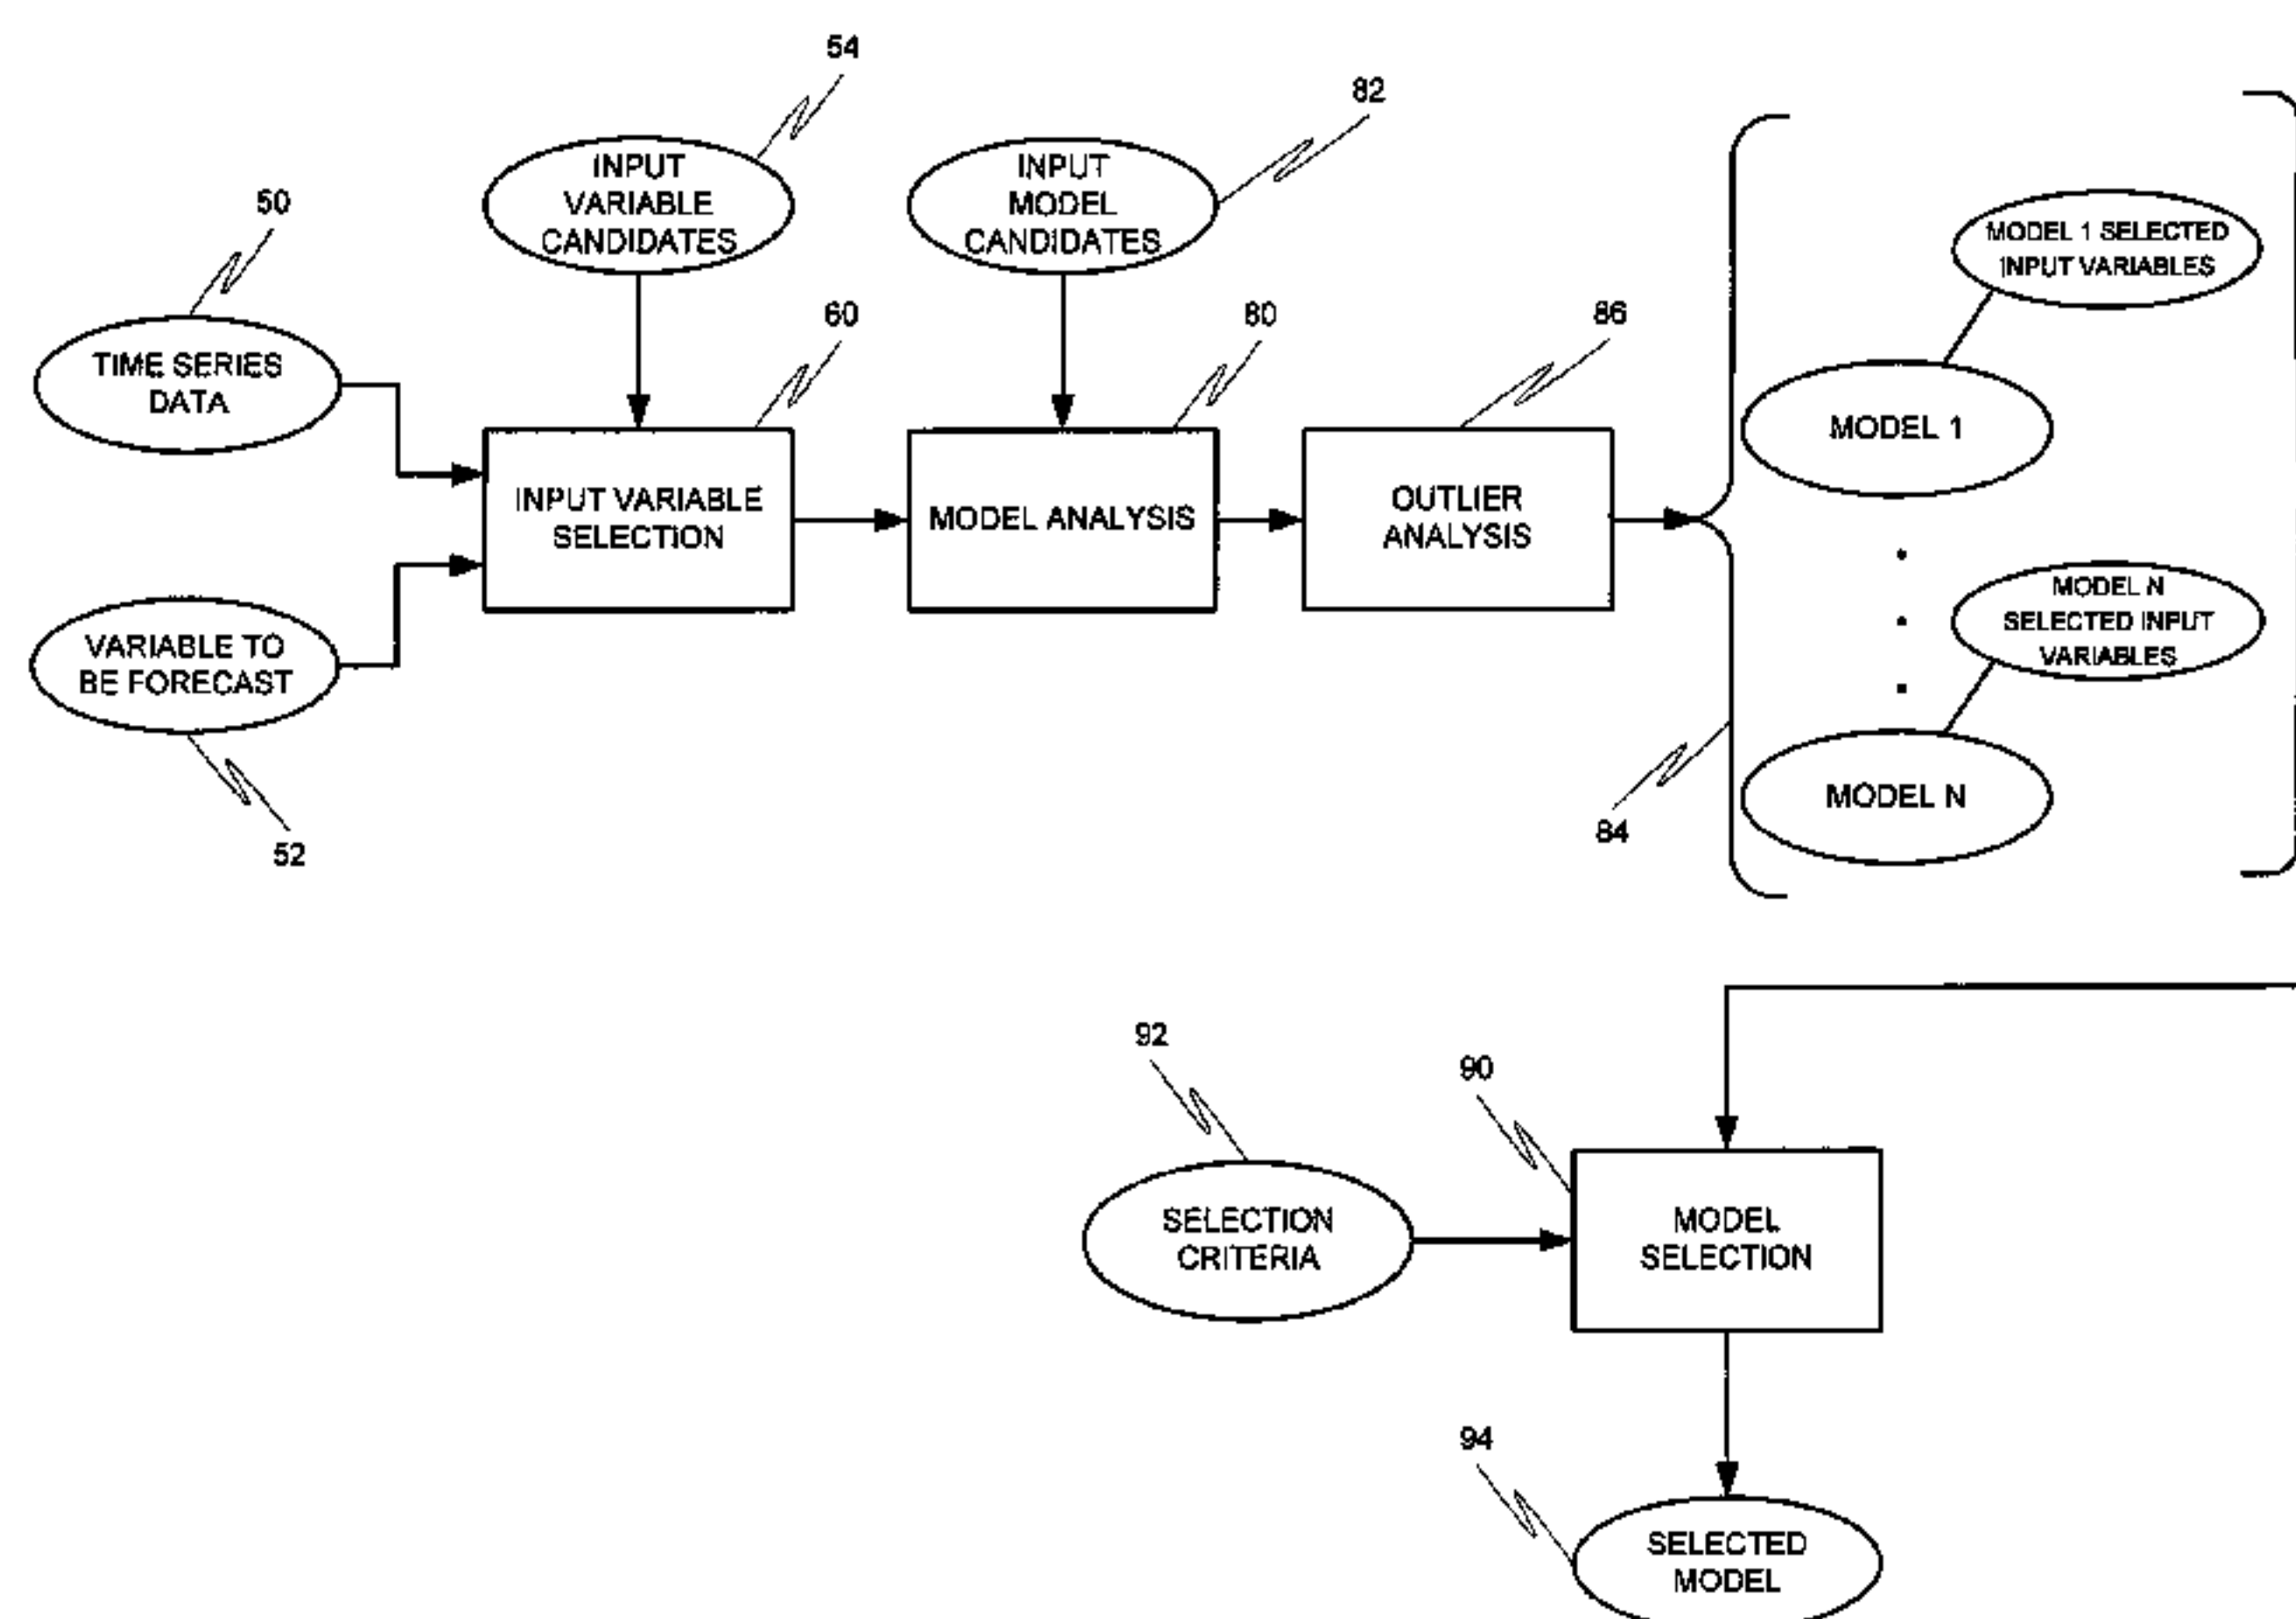 54
82
50
INPUT
VARIABLE
CANDIDATES
INPUT
MODEL
CANDIDATES
MODEL 1 SELECTED
INPUT VARIABLES
60
80
86
TIME SERIES
DATA
MODEL 1
INPUT VARIABLE
SELECTION
MODEL ANALYSIS
OUTLIER
ANALYSIS
MODEL N
SELECTED INPUT
VARIABLES
VARIABLE TO
BE FORECAST
MODEL N
52
84
92
90
SELECTION
CRITERIA
MODEL
SELECTION
94
SELECTED
MODEL